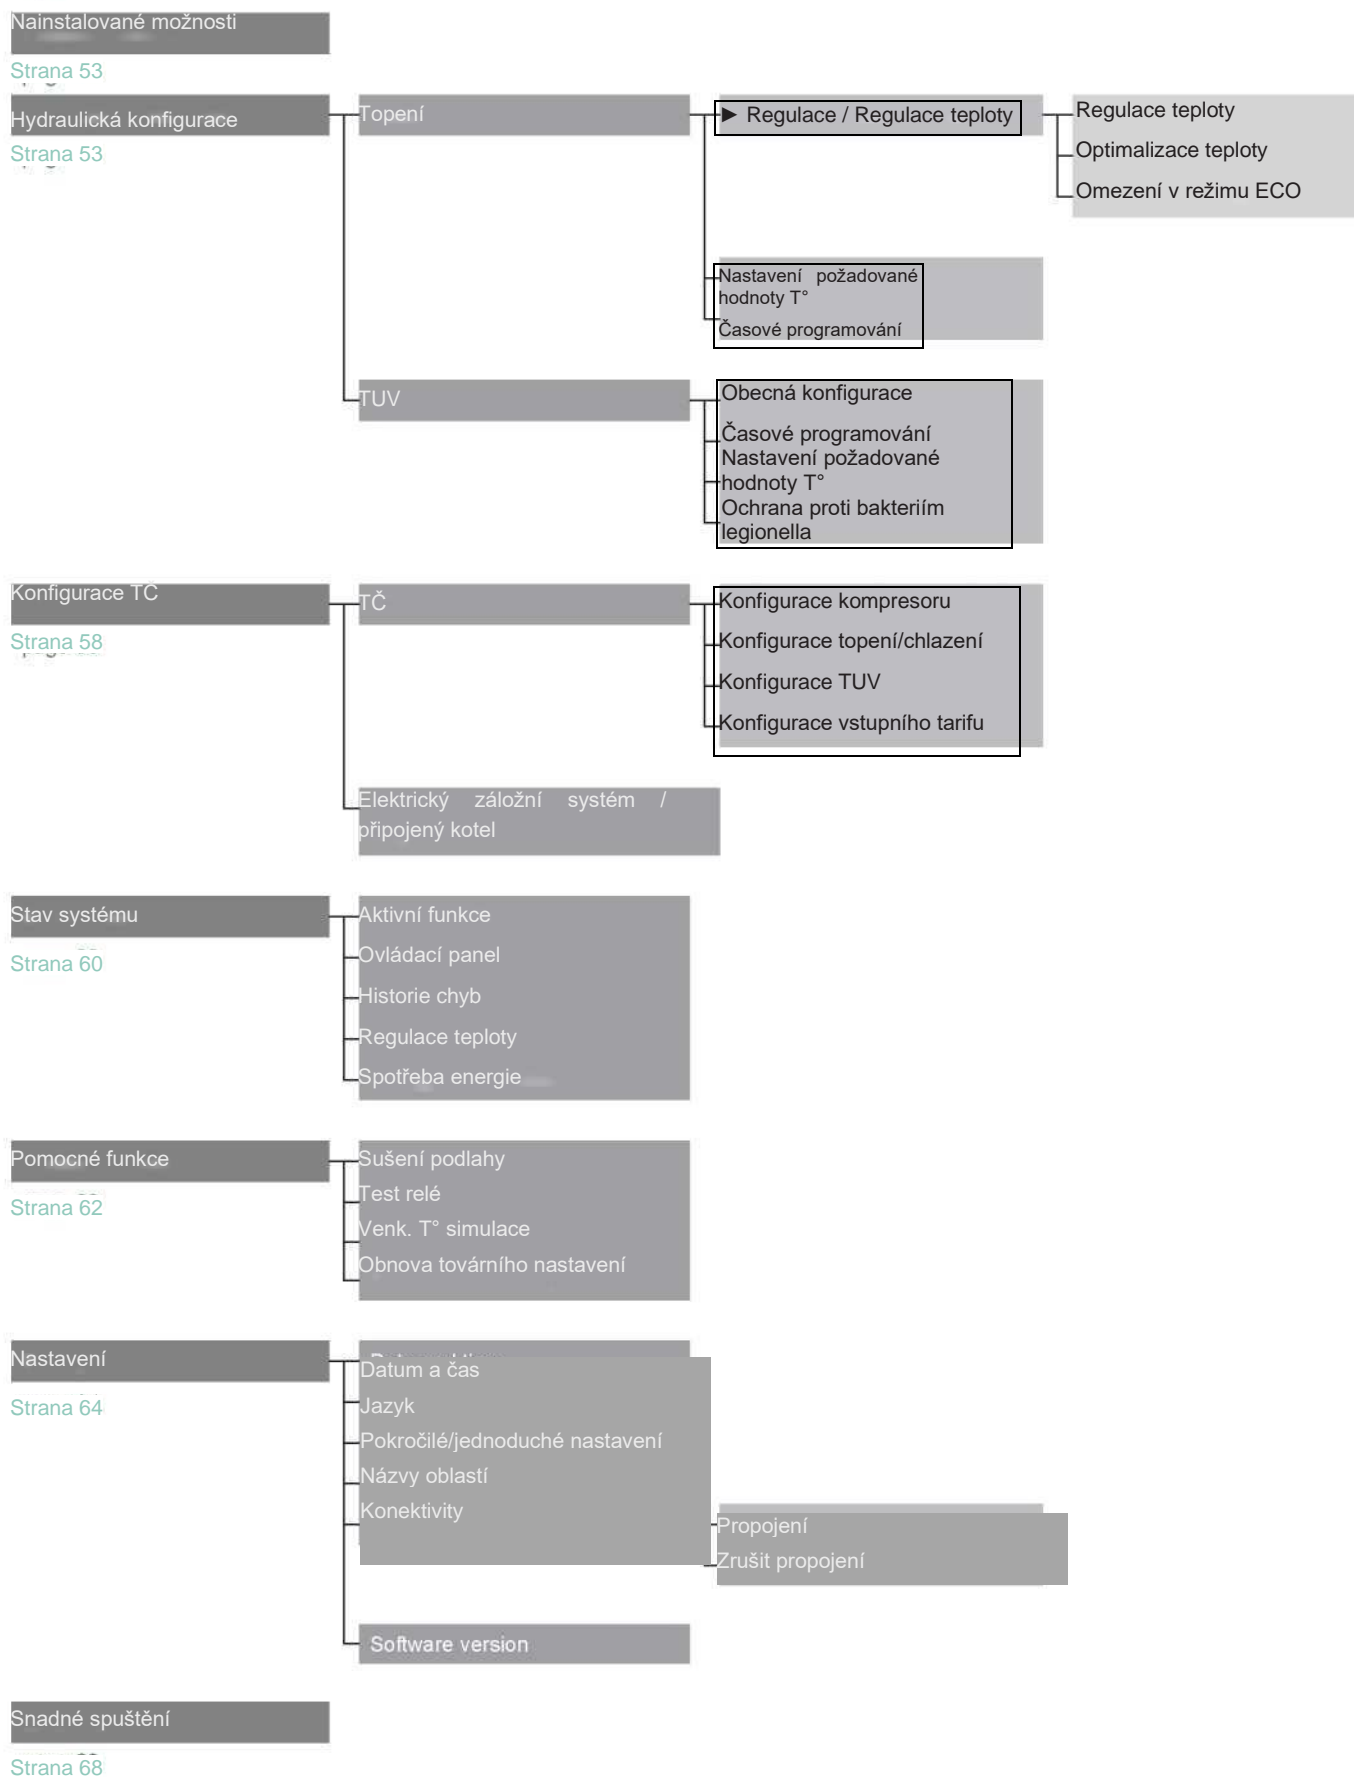 Nainstalované možnosti
Strana 53
Hydraulická konfigurace
Strana 53
Topení
► Regulace / Regulace teploty
Regulace teploty
Optimalizace teploty
Omezení v režimu ECO
Nastavení požadované
hodnoty T°
Časové programování
TUV
Obecná konfigurace
Časové programování
Nastavení požadované
hodnoty T°
Ochrana proti bakteriím
legionella
Konfigurace TČ
Strana 58
TČ
Konfigurace kompresoru
Konfigurace topení/chlazení
Konfigurace TUV
Konfigurace vstupního tarifu
Elektrický záložní systém /
připojený kotel
Stav systému
Strana 60
Aktivní funkce
Ovládací panel
Historie chyb
Regulace teploty
Spotřeba energie
Pomocné funkce
Strana 62
Sušení podlahy
Test relé
Venk. T° simulace
Obnova továrního nastavení
Nastavení
Strana 64
Datum a čas
Jazyk
Pokročilé/jednoduché nastavení
Názvy oblastí
Konektivity
Propojení
Zrušit propojení
Software version
Snadné spuštění
Strana 68